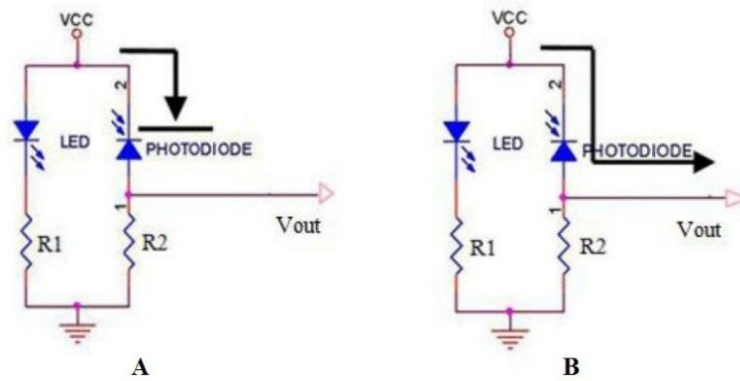 VCC
2
LED
PHOTODIODE
1
R1
R2
Vout
A
VCC
2
LED
PHOTODIODE
1
R1
R2
Vout
B